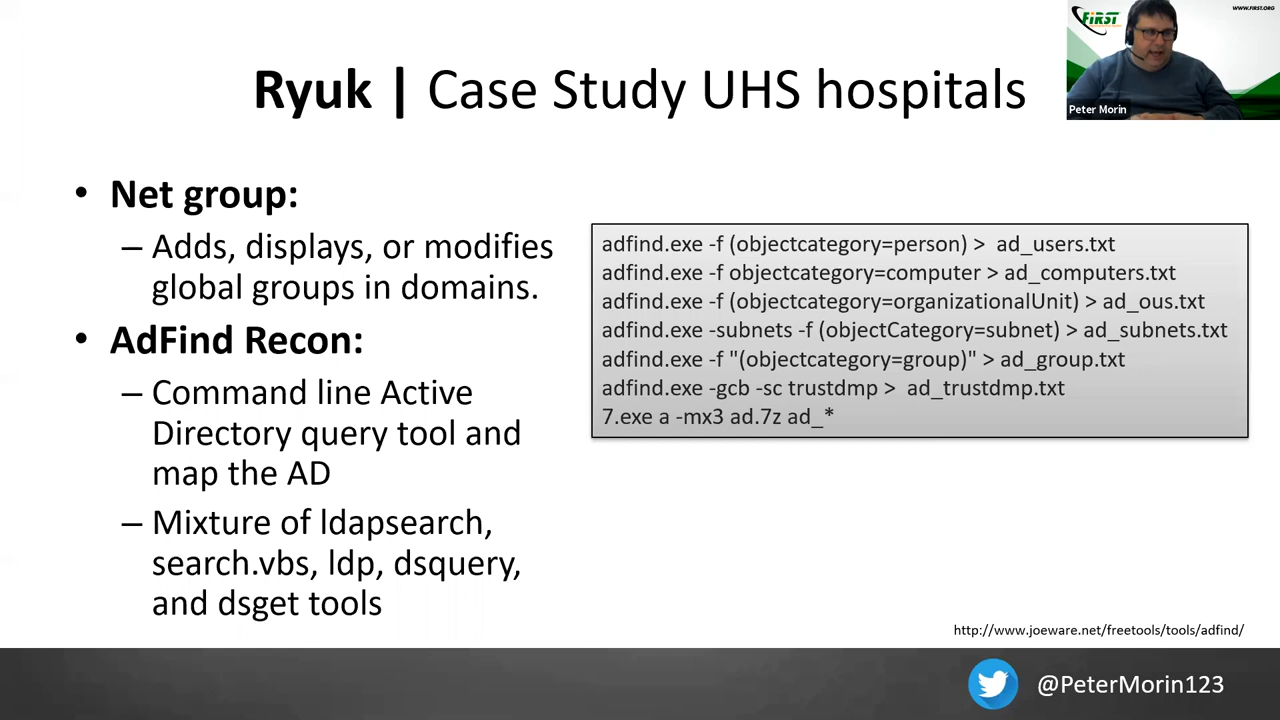 Ryuk | Case Study UHS hospitals
FiRST
WWW.FIRST.ORG
Peter Morin
• Net group:
– Adds, displays, or modifies
global groups in domains.
• AdFind Recon:
– Command line Active
Directory query tool and
map the AD
– Mixture of ldapsearch,
search.vbs, ldp, dsquery,
and dsget tools
adfind.exe -f (objectcategory=person) > ad_users.txt
adfind.exe -f objectcategory=computer > ad_computers.txt
adfind.exe -f (objectcategory=organizationalUnit) > ad_ous.txt
adfind.exe -subnets -f (objectCategory=subnet) > ad_subnets.txt
adfind.exe -f "(objectcategory=group)" > ad_group.txt
adfind.exe -gcb -sc trustdmp > ad_trustdmp.txt
7.exe a -mx3 ad.7z ad_*
http://www.joeware.net/freetools/tools/adfind/
@PeterMorin123